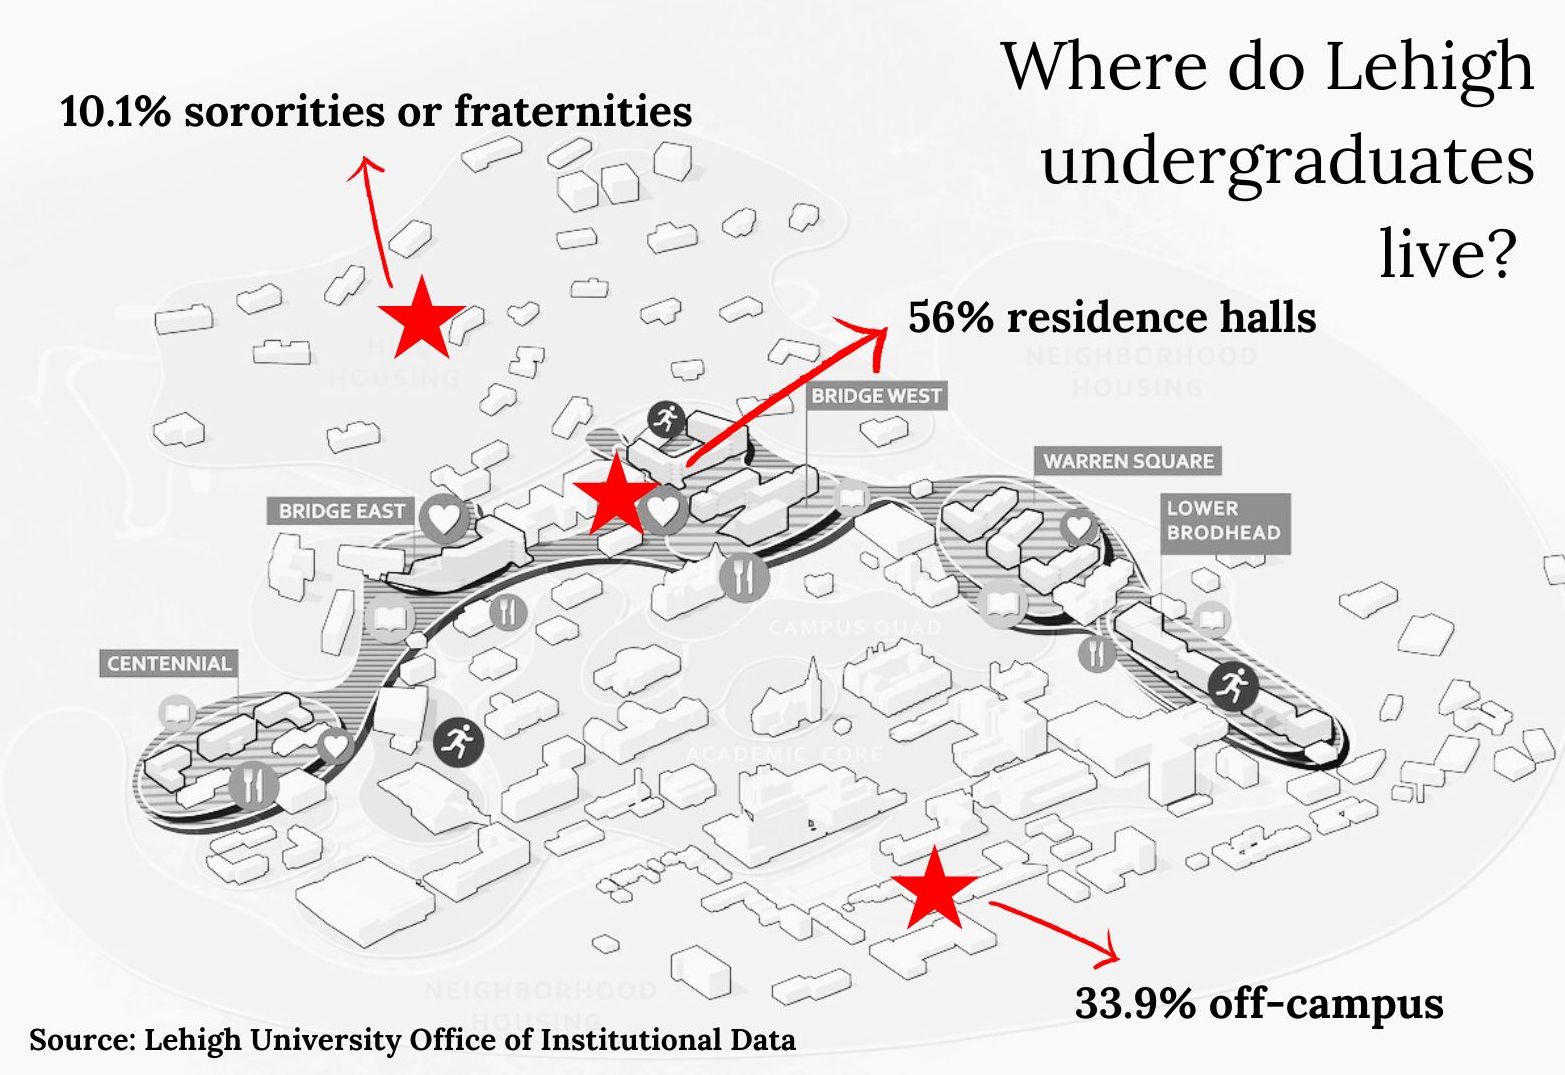 Where do Lehigh
undergraduates
live?
10.1% sororities or fraternities
56% residence halls
HOUSING
NEIGHBORHOOD
HOUSING
BRIDGE WEST
WARREN SQUARE
BRIDGE EAST
LOWER
BRODHEAD
CAMPUS QUAD
CENTENNIAL
ACADEMIC CORE
NEIGHBORHOOD
HOUSING
33.9% off-campus
Source: Lehigh University Office of Institutional Data